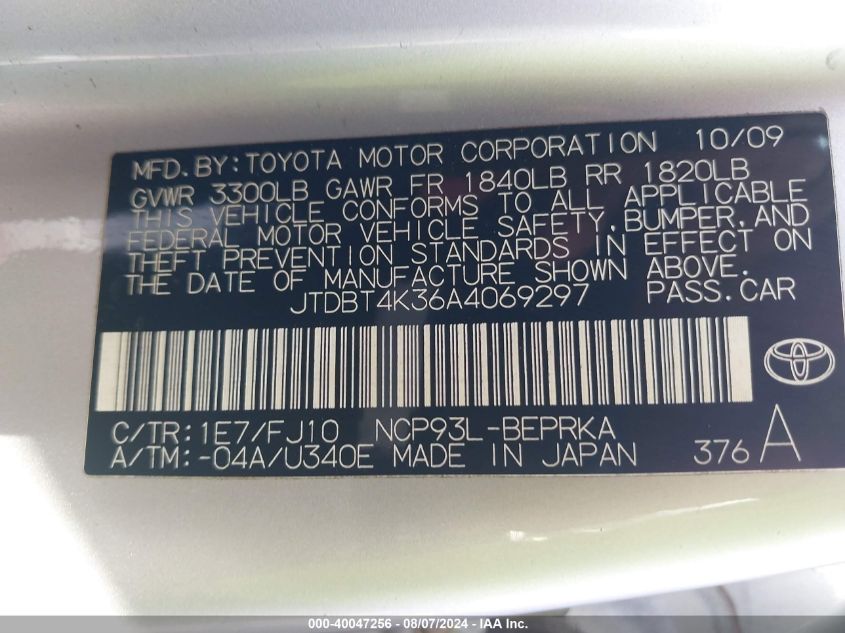 MFD. BY: TOYOTA MOTOR CORPORATION 10/09
GVWR 3300LB GAWR FR 1840LB RR 1820LB
THIS VEHICLE CONFORMS TO ALL APPLICABLE
FEDERAL MOTOR VEHICLE SAFETY, BUMPER, AND
THEFT PREVENTION STANDARDS IN EFFECT ON
THE DATE OF MANUFACTURE SHOWN ABOVE.
JTDBT4K36A4069297 PASS. CAR
C/TR: 1E7/FJ10 NCP93L-BEPRKA
A/TM: -04A/U340E MADE IN JAPAN 376 A
000-40047256 - 08/07/2024 - IAA Inc.